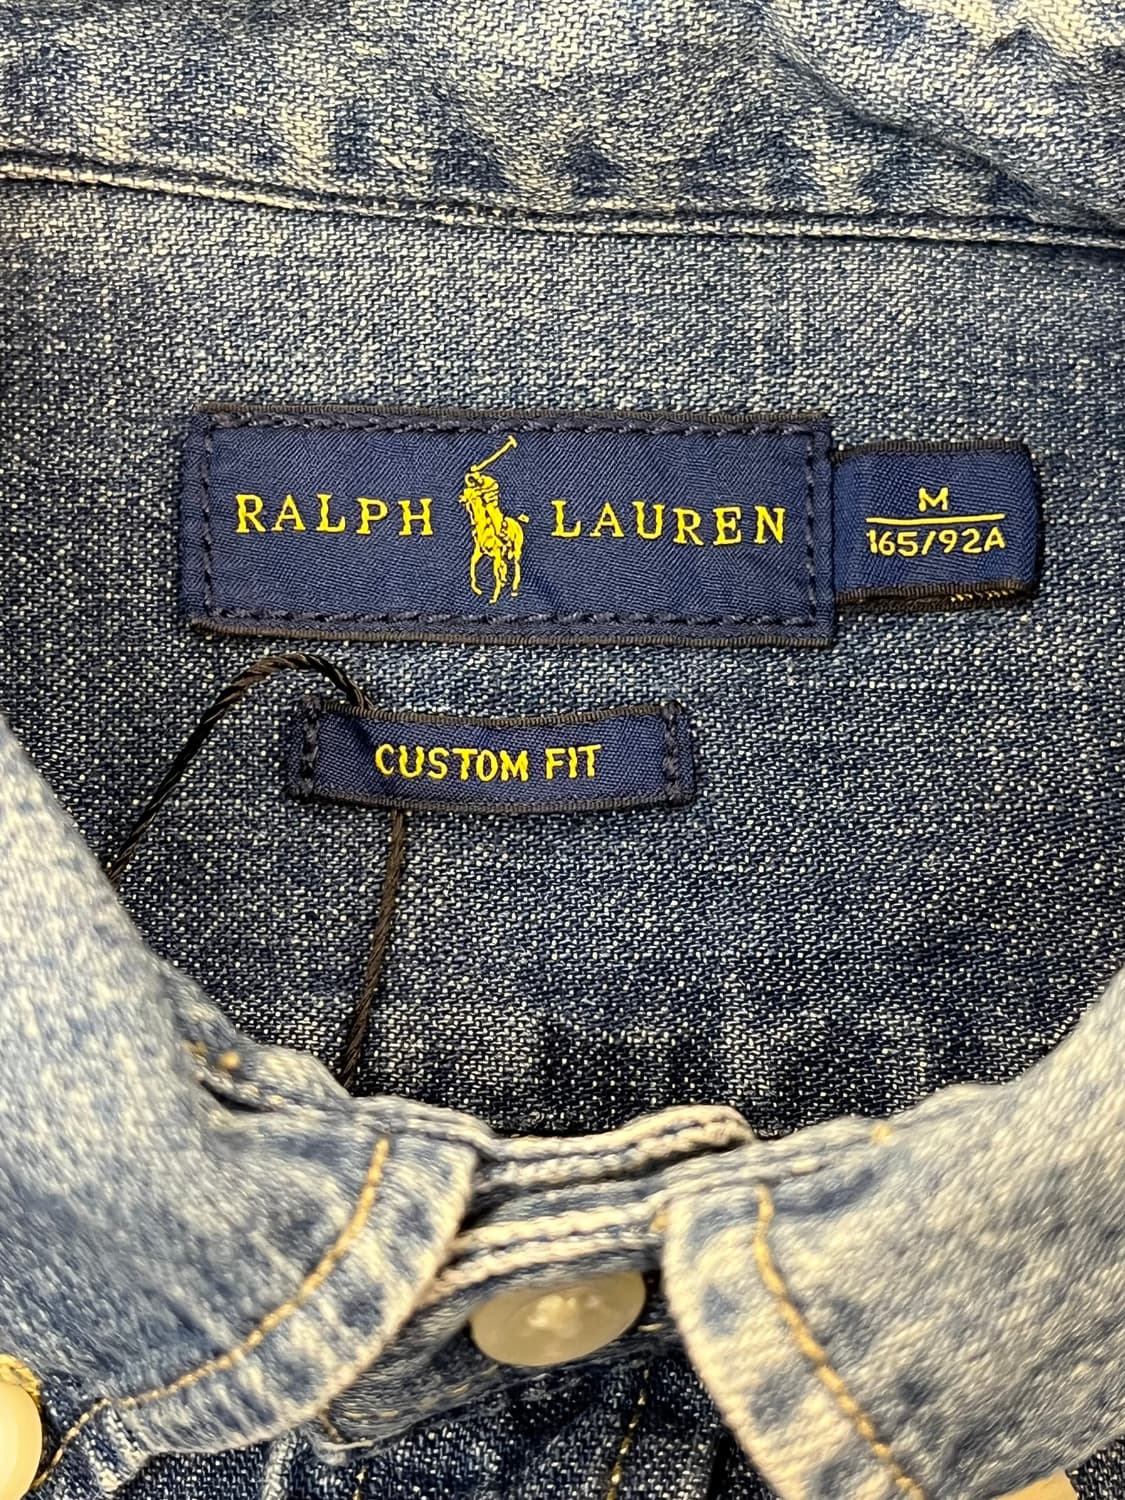 RALPH LAUREN
M
165/92A
CUSTOM FIT